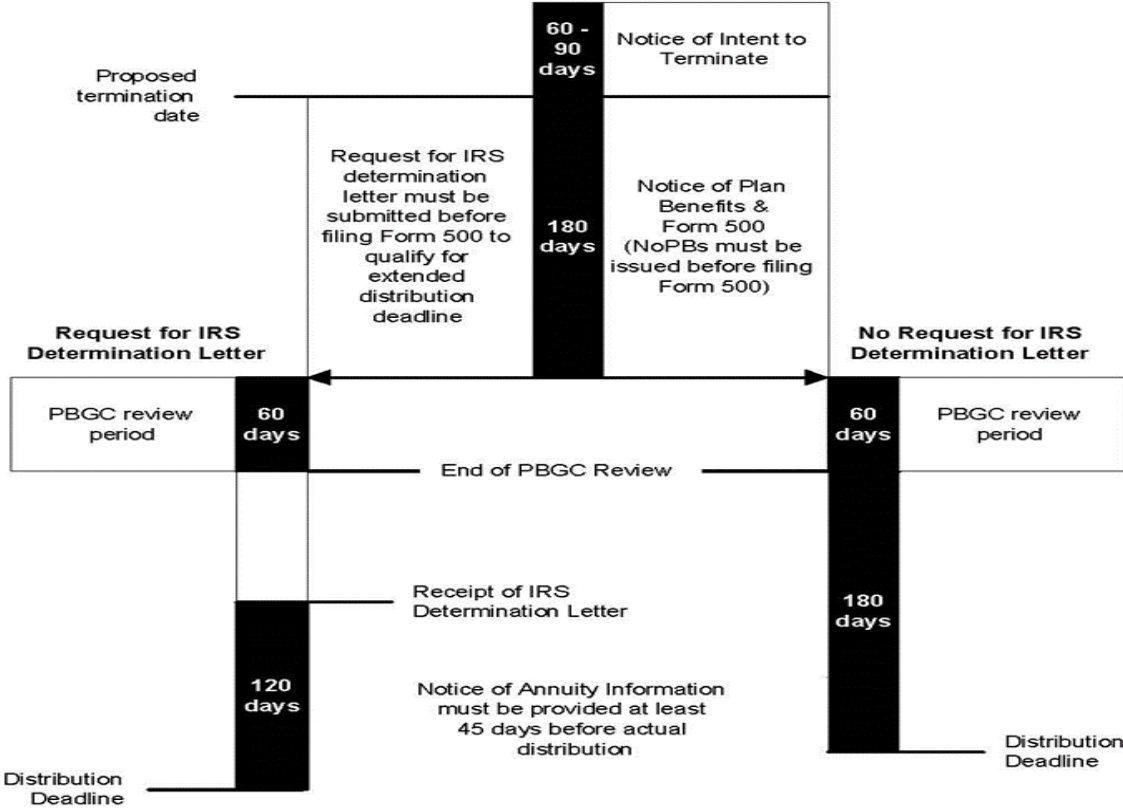 60 -
90
days
Notice of Intent to
Terminate
Proposed
termination
date
Request for IRS
determination
letter must be
submitted before
filing Form 500 to
qualify for
extended
distribution
deadline
180
days
Notice of Plan
Benefits &
Form 500
(NoPBs must be
issued before filing
Form 500)
Request for IRS
Determination Letter
No Request for IRS
Determination Letter
PBGC review
period
60
days
60
days
PBGC review
period
End of PBGC Review
Receipt of IRS
Determination Letter
180
days
120
days
Notice of Annuity Information
must be provided at least
45 days before actual
distribution
Distribution
Deadline
Distribution
Deadline